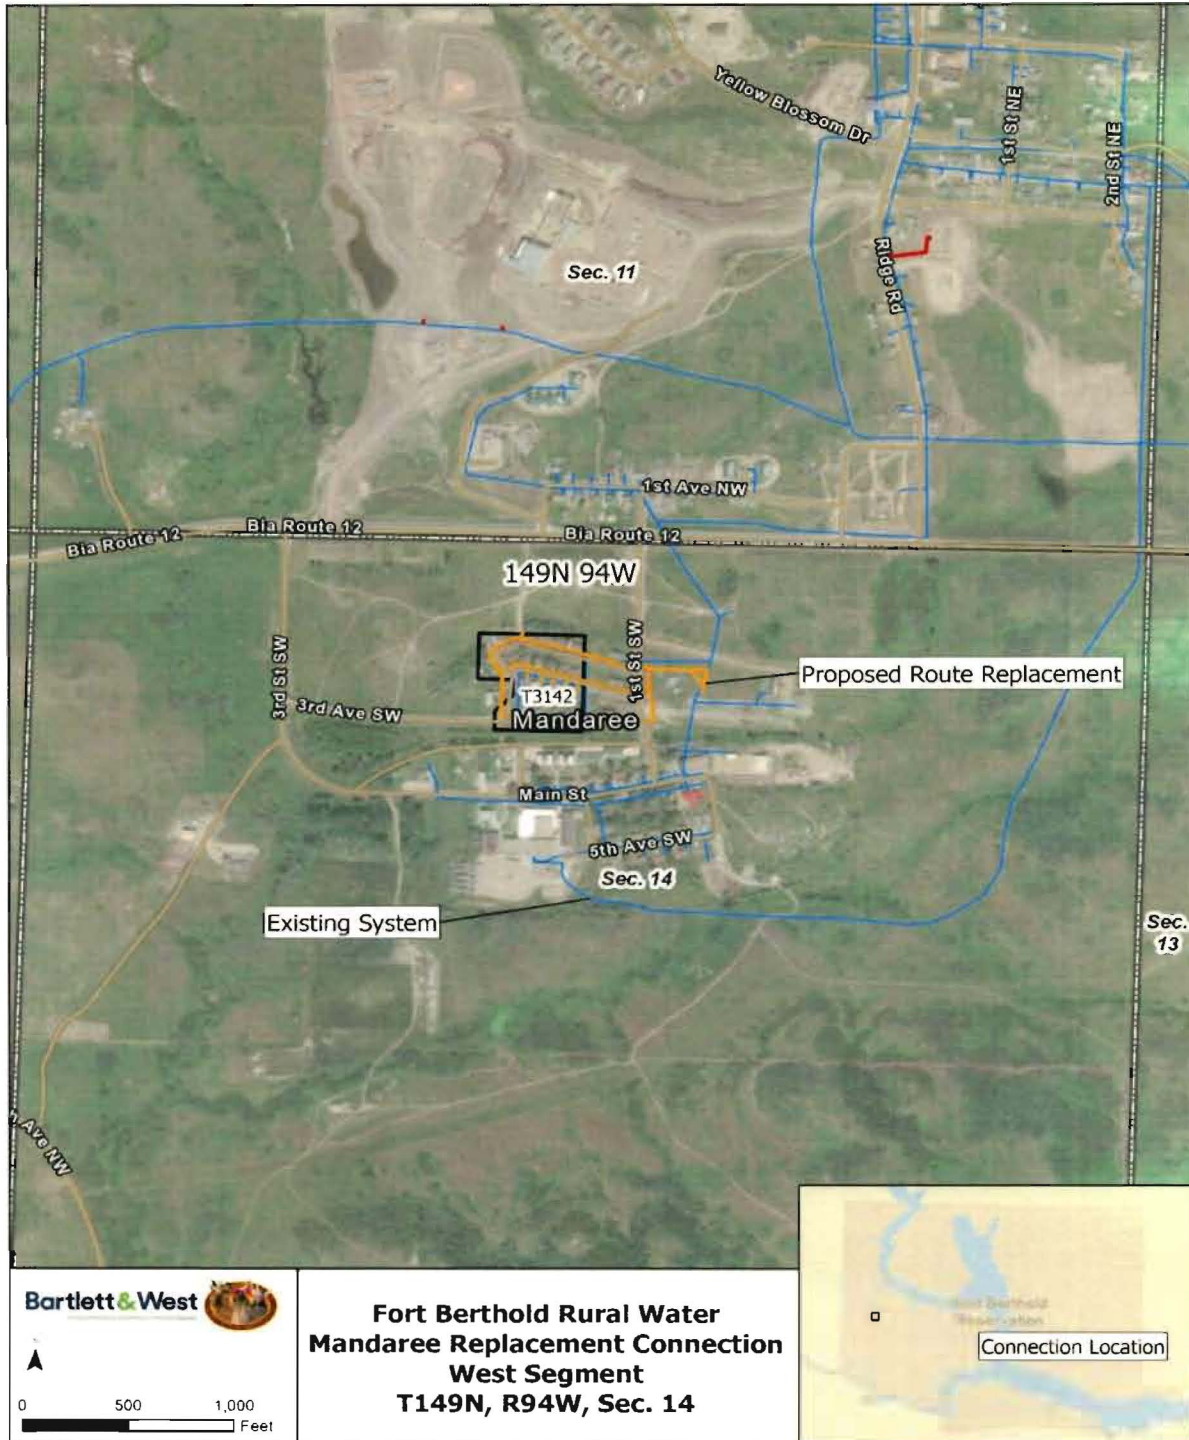 Yellow Blossom Dr
1st St NE
2nd St NE
Ridge Rd
Sec. 11
1st Ave NW
Bia Route 12
Bia Route 12
Bia Route 12
149N 94W
3rd St SW
1st St SW
Proposed Route Replacement
T3142
3rd Ave SW
Mandaree
Main St
5th Ave SW
Sec. 14
Existing System
Sec.
13
Ave NW
Bartlett & West
Fort Berthold Rural Water
Mandaree Replacement Connection
West Segment
T149N, R94W, Sec. 14
0 500 1,000
Feet
Fort Berthold
Reservation
Connection Location